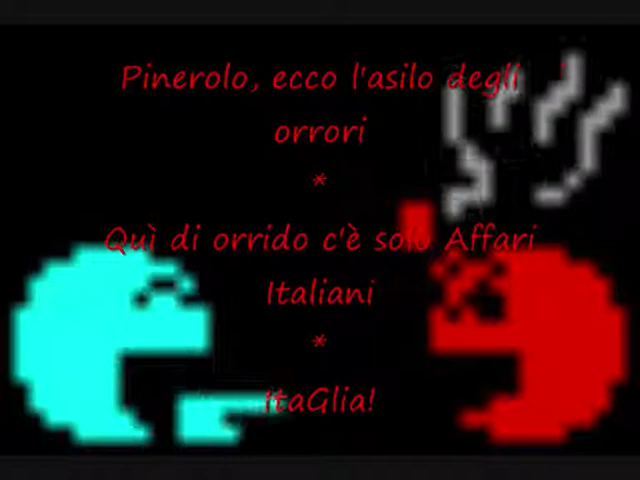 Pinerolo, ecco l'asilo degli
orrori
*
Quì di orrido c'è solo Affari
Italiani
*
ItaGlia!